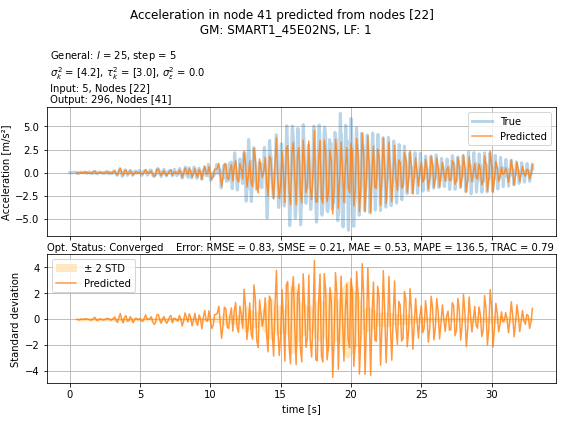 Acceleration in node 41 predicted from nodes [22]
GM: SMART1_45E02NS, LF: 1
General: l = 25, step = 5
σ²ₖ = [4.2], τ²ₖ = [3.0], σ²ε = 0.0
Input: 5, Nodes [22]
Output: 296, Nodes [41]
Acceleration [m/s²]
5.0
2.5
0.0
−2.5
−5.0
True
Predicted
Opt. Status: Converged Error: RMSE = 0.83, SMSE = 0.21, MAE = 0.53, MAPE = 136.5, TRAC = 0.79
Standard deviation
4
2
0
−2
−4
± 2 STD
Predicted
0 5 10 15 20 25 30
time [s]